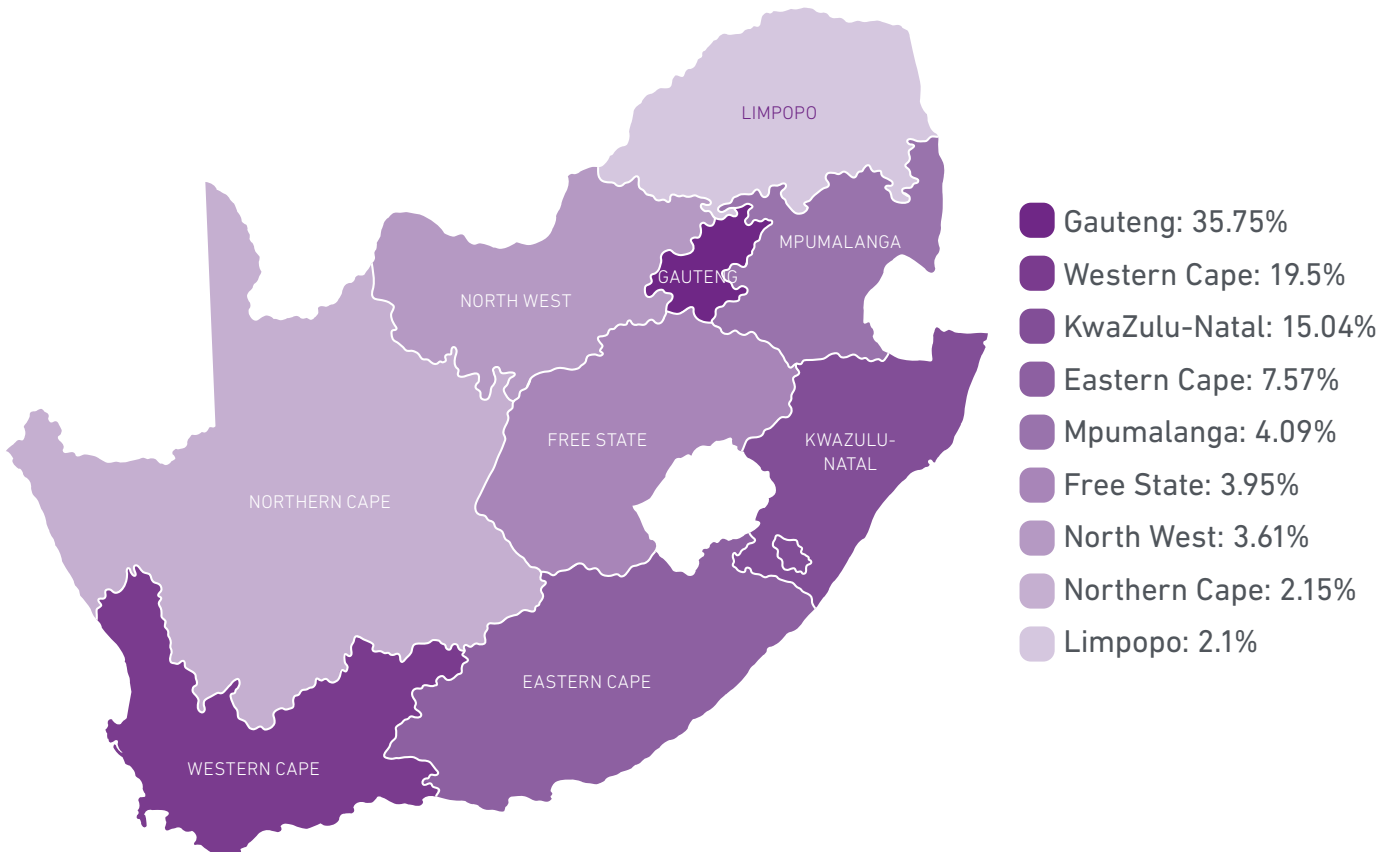 LIMPOPO
MPUMALANGA
GAUTENG
NORTH WEST
FREE STATE
KWAZULU-
NATAL
NORTHERN CAPE
EASTERN CAPE
WESTERN CAPE
Gauteng: 35.75%
Western Cape: 19.5%
KwaZulu-Natal: 15.04%
Eastern Cape: 7.57%
Mpumalanga: 4.09%
Free State: 3.95%
North West: 3.61%
Northern Cape: 2.15%
Limpopo: 2.1%